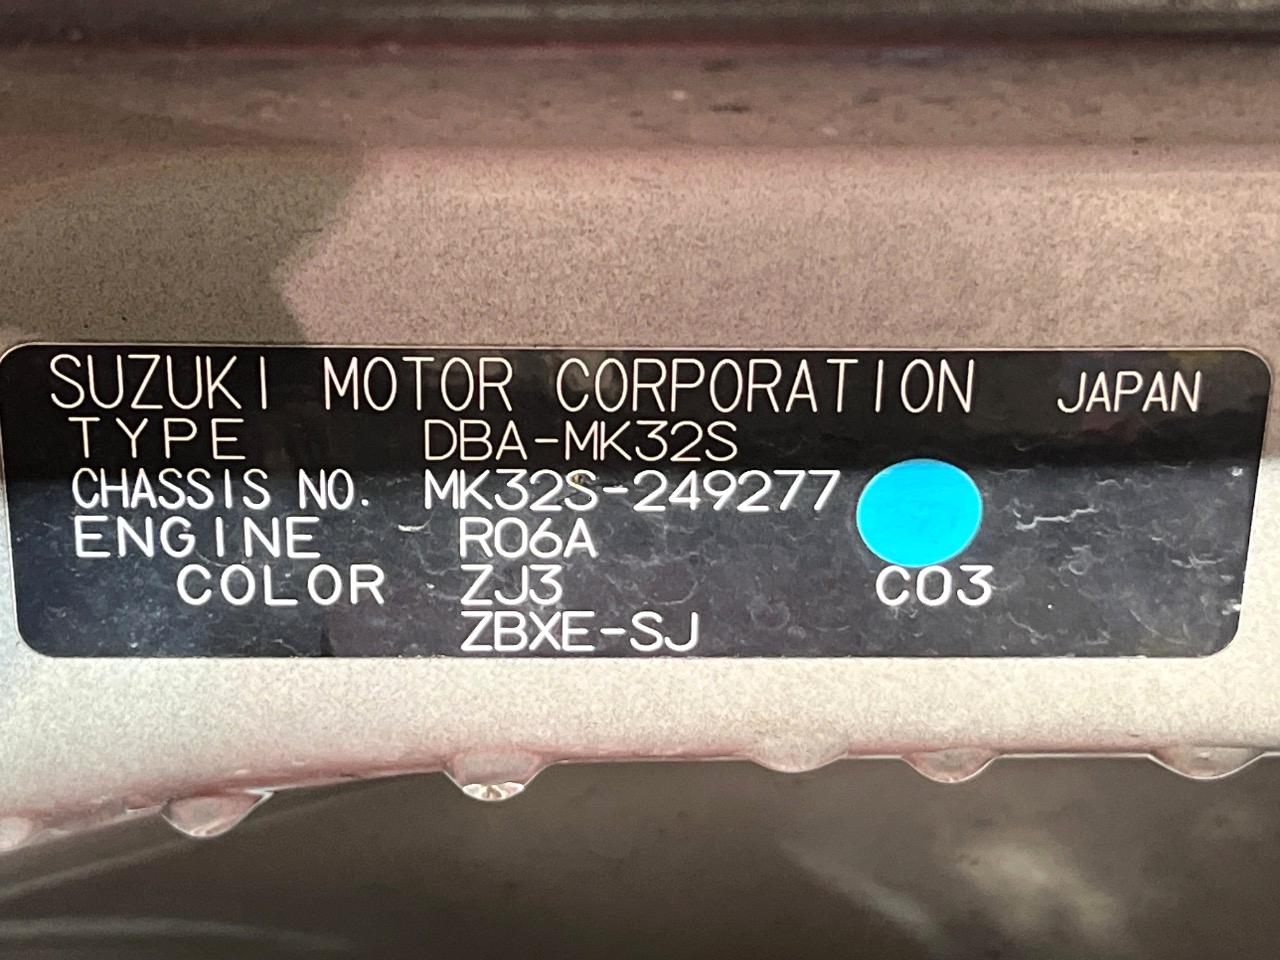 SUZUKI MOTOR CORPORATION JAPAN
TYPE DBA-MK32S
CHASSIS NO. MK32S-249277
ENGINE R06A
COLOR ZJ3 C03
ZBXE-SJ